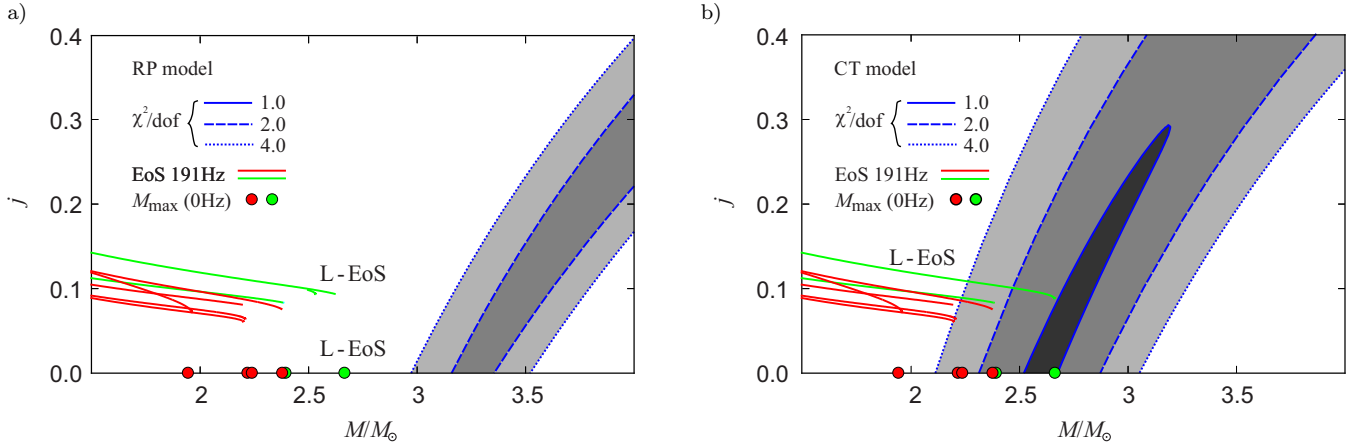 a)
RP model
χ²/dof
1.0
2.0
4.0
EoS 191Hz
Mmax (0Hz)
L-EoS
L-EoS
j
0.4
0.3
0.2
0.1
0.0
2 2.5 3 3.5
M/M⊙
b)
CT model
χ²/dof
1.0
2.0
4.0
EoS 191Hz
Mmax (0Hz)
L-EoS
j
0.4
0.3
0.2
0.1
0.0
2 2.5 3 3.5
M/M⊙